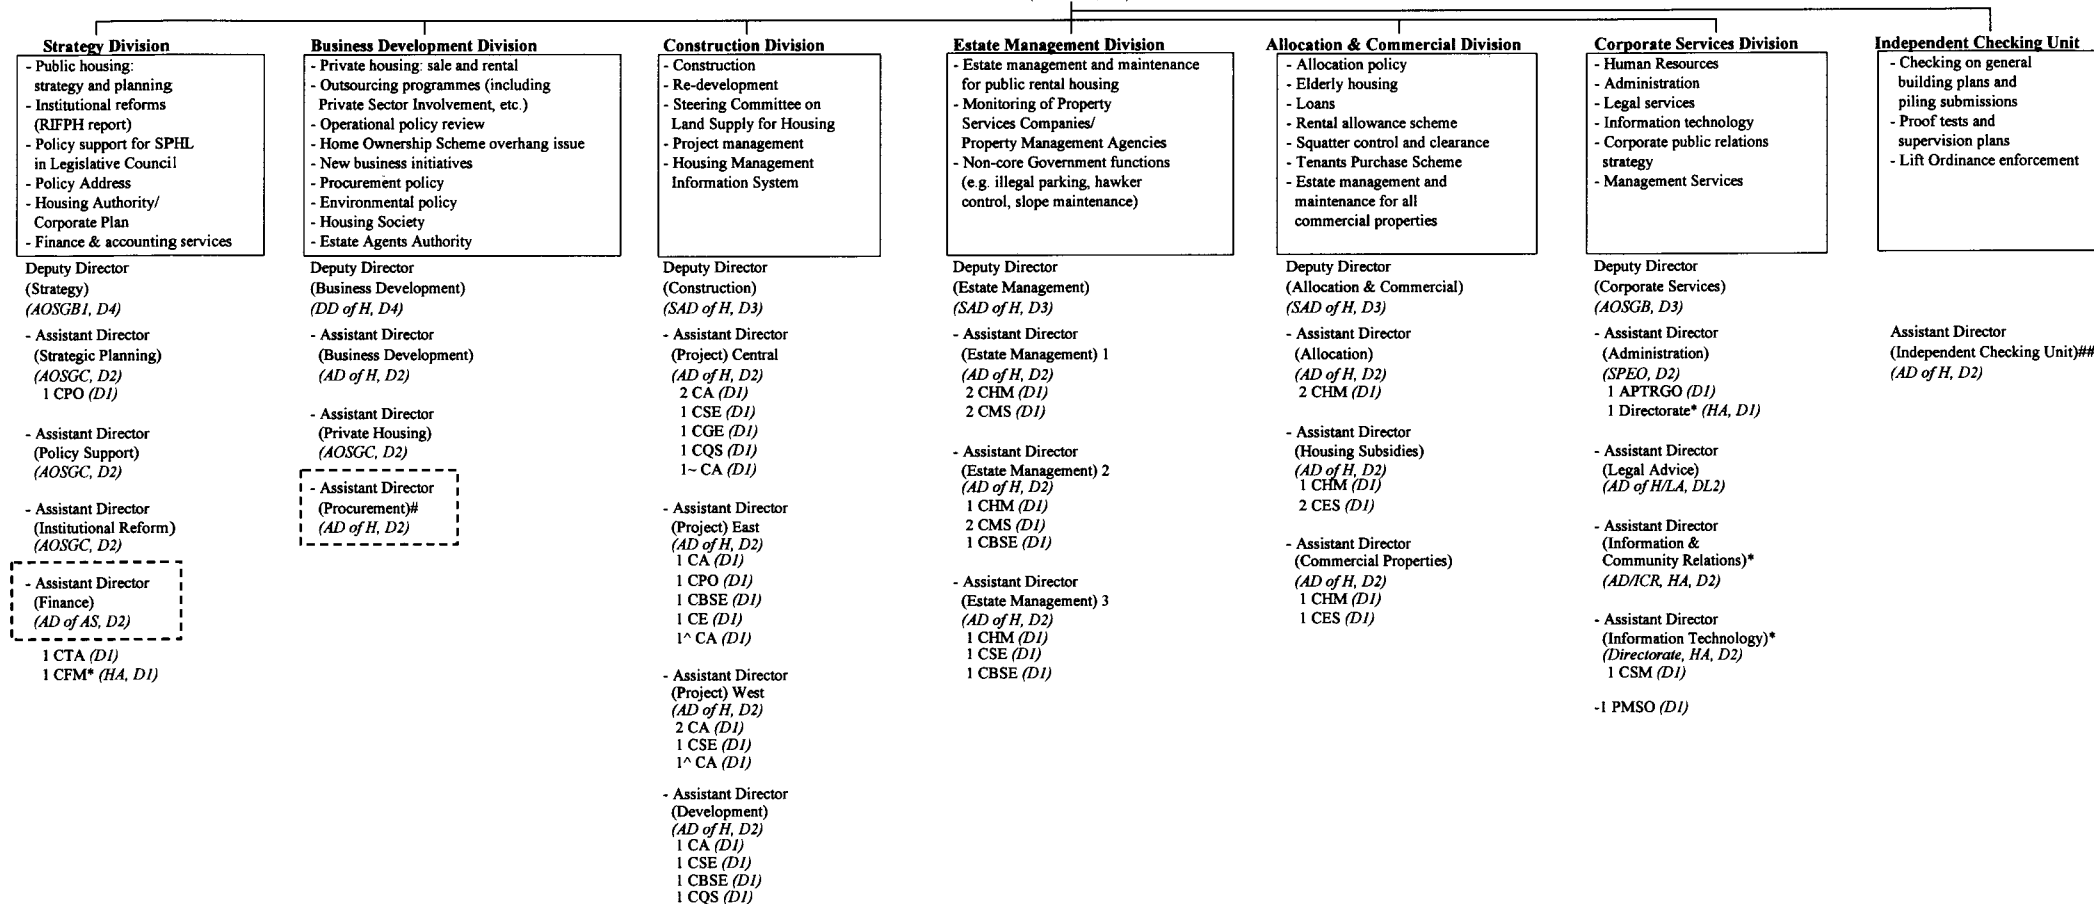 Strategy Division
- Public housing:
strategy and planning
- Institutional reforms
(RIFPH report)
- Policy support for SPHL
in Legislative Council
- Policy Address
- Housing Authority/
Corporate Plan
- Finance & accounting services
Deputy Director
(Strategy)
(AOSGB1, D4)
- Assistant Director
(Strategic Planning)
(AOSGC, D2)
1 CPO (D1)
- Assistant Director
(Policy Support)
(AOSGC, D2)
- Assistant Director
(Institutional Reform)
(AOSGC, D2)
- Assistant Director
(Finance)
(AD of AS, D2)
1 CTA (D1)
1 CFM* (HA, D1)
Business Development Division
- Private housing: sale and rental
- Outsourcing programmes (including
Private Sector Involvement, etc.)
- Operational policy review
- Home Ownership Scheme overhang issue
- New business initiatives
- Procurement policy
- Environmental policy
- Housing Society
- Estate Agents Authority
Deputy Director
(Business Development)
(DD of H, D4)
- Assistant Director
(Business Development)
(AD of H, D2)
- Assistant Director
(Private Housing)
(AOSGC, D2)
- Assistant Director
(Procurement)#
(AD of H, D2)
Construction Division
- Construction
- Re-development
- Steering Committee on
Land Supply for Housing
- Project management
- Housing Management
Information System
Deputy Director
(Construction)
(SAD of H, D3)
- Assistant Director
(Project) Central
(AD of H, D2)
2 CA (D1)
1 CSE (D1)
1 CGE (D1)
1 CQS (D1)
1~ CA (D1)
- Assistant Director
(Project) East
(AD of H, D2)
1 CA (D1)
1 CPO (D1)
1 CBSE (D1)
1 CE (D1)
1^ CA (D1)
- Assistant Director
(Project) West
(AD of H, D2)
2 CA (D1)
1 CSE (D1)
1^ CA (D1)
- Assistant Director
(Development)
(AD of H, D2)
1 CA (D1)
1 CSE (D1)
1 CBSE (D1)
1 CQS (D1)
Estate Management Division
- Estate management and maintenance
for public rental housing
- Monitoring of Property
Services Companies/
Property Management Agencies
- Non-core Government functions
(e.g. illegal parking, hawker
control, slope maintenance)
Deputy Director
(Estate Management)
(SAD of H, D3)
- Assistant Director
(Estate Management) 1
(AD of H, D2)
2 CHM (D1)
2 CMS (D1)
- Assistant Director
(Estate Management) 2
(AD of H, D2)
1 CHM (D1)
2 CMS (D1)
1 CBSE (D1)
- Assistant Director
(Estate Management) 3
(AD of H, D2)
1 CHM (D1)
1 CSE (D1)
1 CBSE (D1)
Allocation & Commercial Division
- Allocation policy
- Elderly housing
- Loans
- Rental allowance scheme
- Squatter control and clearance
- Tenants Purchase Scheme
- Estate management and
maintenance for all
commercial properties
Deputy Director
(Allocation & Commercial)
(SAD of H, D3)
- Assistant Director
(Allocation)
(AD of H, D2)
2 CHM (D1)
- Assistant Director
(Housing Subsidies)
(AD of H, D2)
1 CHM (D1)
2 CES (D1)
- Assistant Director
(Commercial Properties)
(AD of H, D2)
1 CHM (D1)
1 CES (D1)
Corporate Services Division
- Human Resources
- Administration
- Legal services
- Information technology
- Corporate public relations
strategy
- Management Services
Deputy Director
(Corporate Services)
(AOSGB, D3)
- Assistant Director
(Administration)
(SPEO, D2)
1 APTRGO (D1)
1 Directorate* (HA, D1)
- Assistant Director
(Legal Advice)
(AD of H/LA, DL2)
- Assistant Director
(Information &
Community Relations)*
(AD/ICR, HA, D2)
- Assistant Director
(Information Technology)*
(Directorate, HA, D2)
1 CSM (D1)
-1 PMSO (D1)
Independent Checking Unit
- Checking on general
building plans and
piling submissions
- Proof tests and
supervision plans
- Lift Ordinance enforcement
Assistant Director
(Independent Checking Unit)##
(AD of H, D2)